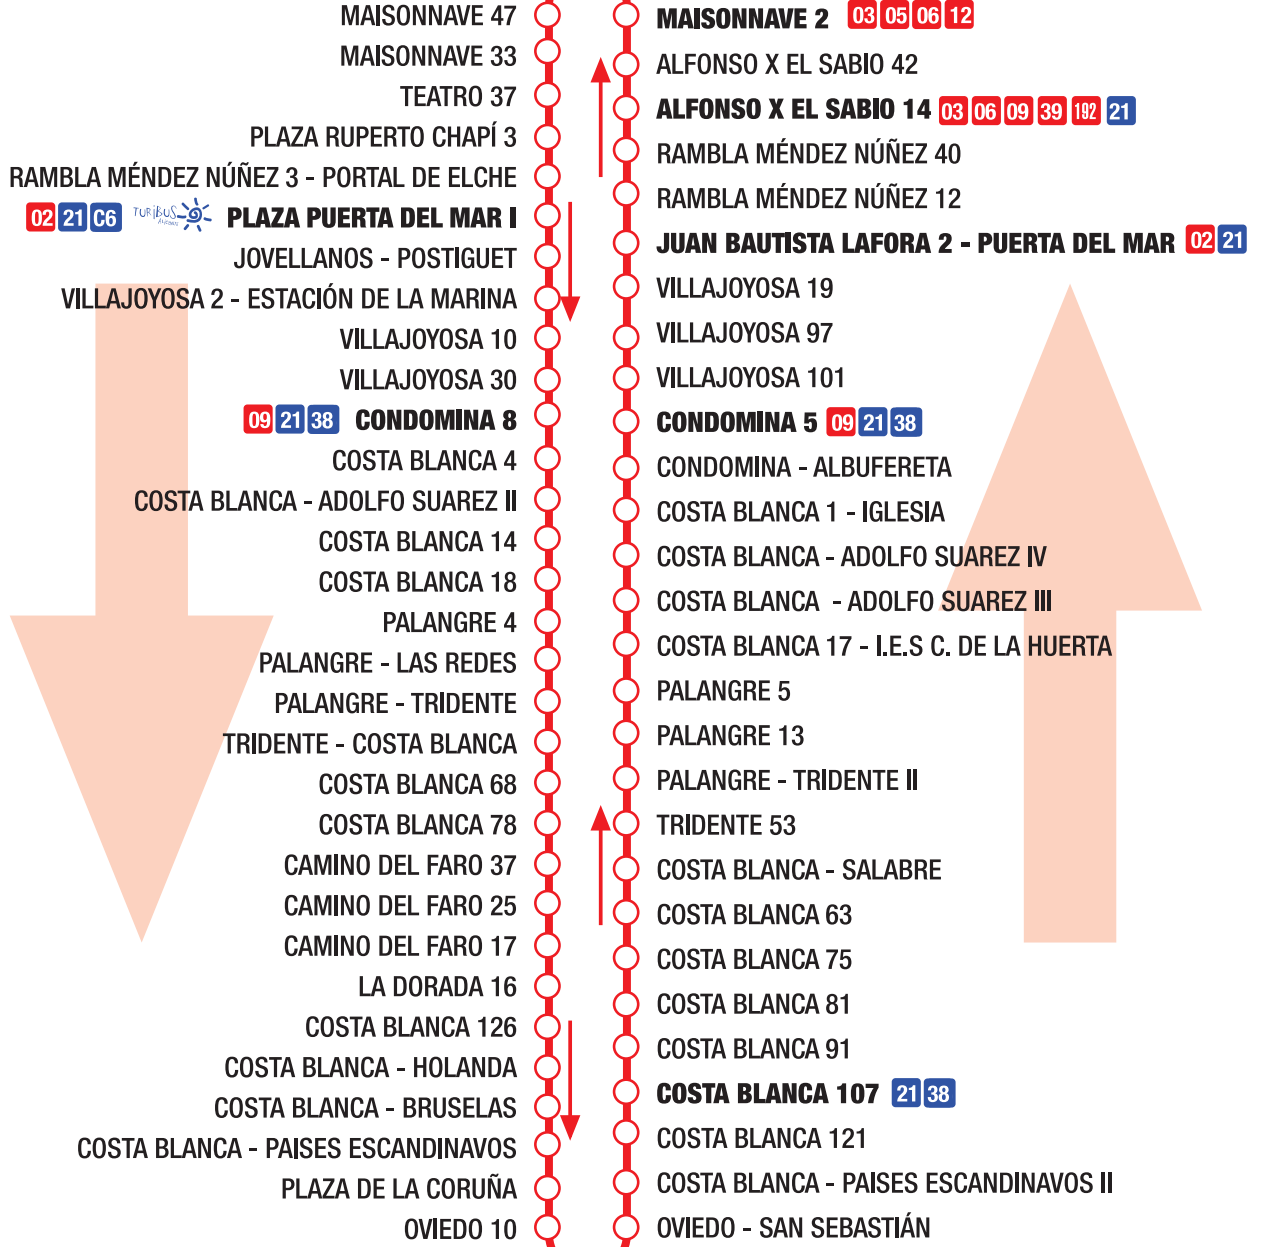 MAISONNAVE 47
MAISONNAVE 33
TEATRO 37
PLAZA RUPERTO CHAPÍ 3
RAMBLA MÉNDEZ NÚÑEZ 3 - PORTAL DE ELCHE
02 21 C6 TURIBUS PLAZA PUERTA DEL MAR I
JOVELLANOS - POSTIGUET
VILLAJOYOSA 2 - ESTACIÓN DE LA MARINA
VILLAJOYOSA 10
VILLAJOYOSA 30
09 21 38 CONDOMINA 8
COSTA BLANCA 4
COSTA BLANCA - ADOLFO SUAREZ II
COSTA BLANCA 14
COSTA BLANCA 18
PALANGRE 4
PALANGRE - LAS REDES
PALANGRE - TRIDENTE
TRIDENTE - COSTA BLANCA
COSTA BLANCA 68
COSTA BLANCA 78
CAMINO DEL FARO 37
CAMINO DEL FARO 25
CAMINO DEL FARO 17
LA DORADA 16
COSTA BLANCA 126
COSTA BLANCA - HOLANDA
COSTA BLANCA - BRUSELAS
COSTA BLANCA - PAISES ESCANDINAVOS
PLAZA DE LA CORUÑA
OVIEDO 10
MAISONNAVE 2 03 05 06 12
ALFONSO X EL SABIO 42
ALFONSO X EL SABIO 14 03 06 09 39 192 21
RAMBLA MÉNDEZ NÚÑEZ 40
RAMBLA MÉNDEZ NÚÑEZ 12
JUAN BAUTISTA LAFORA 2 - PUERTA DEL MAR 02 21
VILLAJOYOSA 19
VILLAJOYOSA 97
VILLAJOYOSA 101
CONDOMINA 5 09 21 38
CONDOMINA - ALBUFERETA
COSTA BLANCA 1 - IGLESIA
COSTA BLANCA - ADOLFO SUAREZ IV
COSTA BLANCA - ADOLFO SUAREZ III
COSTA BLANCA 17 - I.E.S C. DE LA HUERTA
PALANGRE 5
PALANGRE 13
PALANGRE - TRIDENTE II
TRIDENTE 53
COSTA BLANCA - SALABRE
COSTA BLANCA 63
COSTA BLANCA 75
COSTA BLANCA 81
COSTA BLANCA 91
COSTA BLANCA 107 21 38
COSTA BLANCA 121
COSTA BLANCA - PAISES ESCANDINAVOS II
OVIEDO - SAN SEBASTIÁN